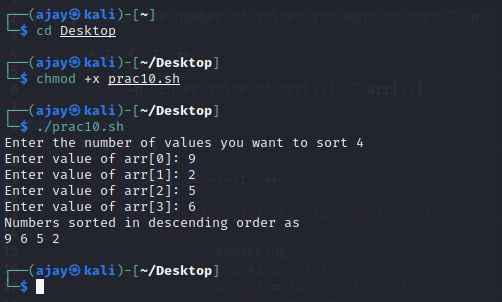 ┌──(ajay㉿kali)-[~]
└─$ cd Desktop
┌──(ajay㉿kali)-[~/Desktop]
└─$ chmod +x prac10.sh
┌──(ajay㉿kali)-[~/Desktop]
└─$ ./prac10.sh
Enter the number of values you want to sort 4
Enter value of arr[0]: 9
Enter value of arr[1]: 2
Enter value of arr[2]: 5
Enter value of arr[3]: 6
Numbers sorted in descending order as
9 6 5 2
┌──(ajay㉿kali)-[~/Desktop]
└─$